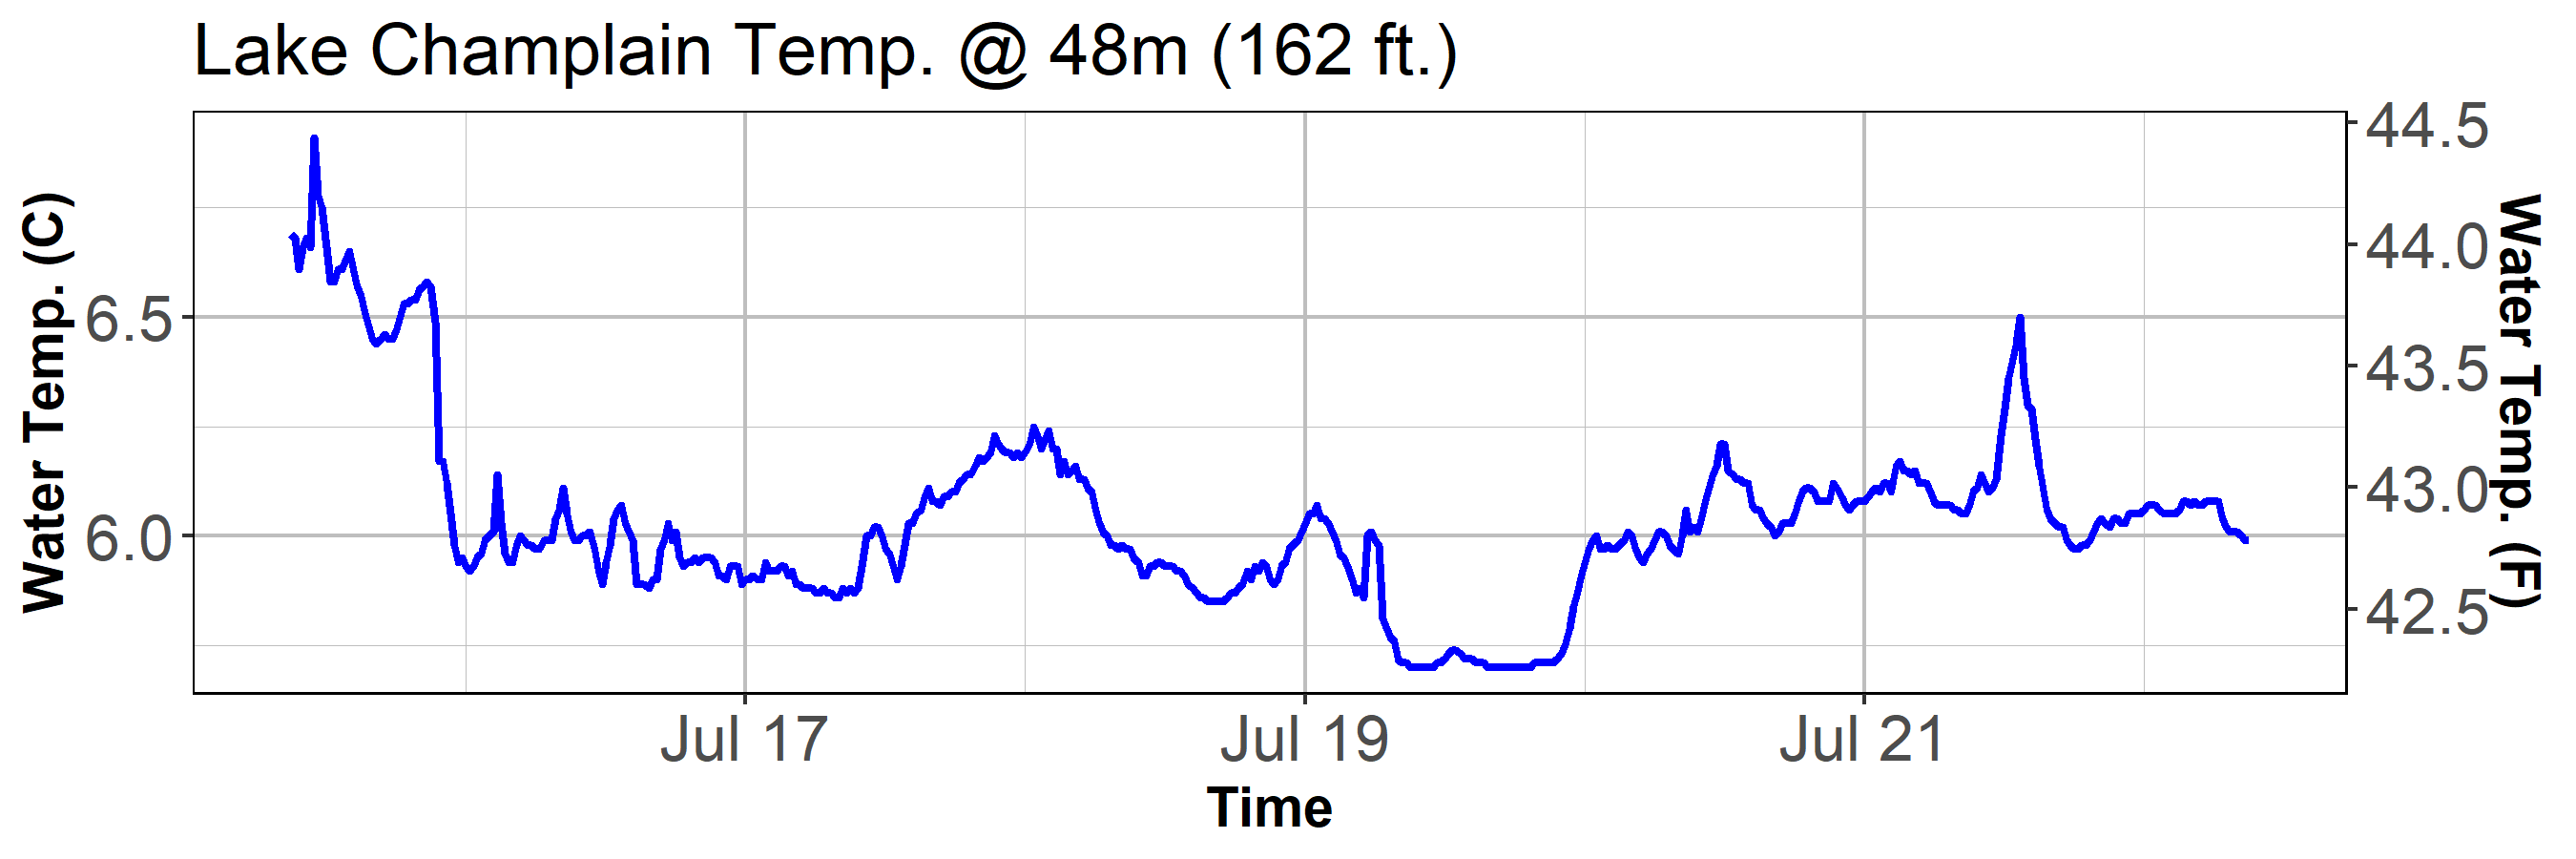 Lake Champlain Temp. @ 48m (162 ft.)
Water Temp. (C)
6.5
6.0
44.5
44.0
43.5
43.0
42.5
Water Temp. (F)
Jul 17
Jul 19
Jul 21
Time